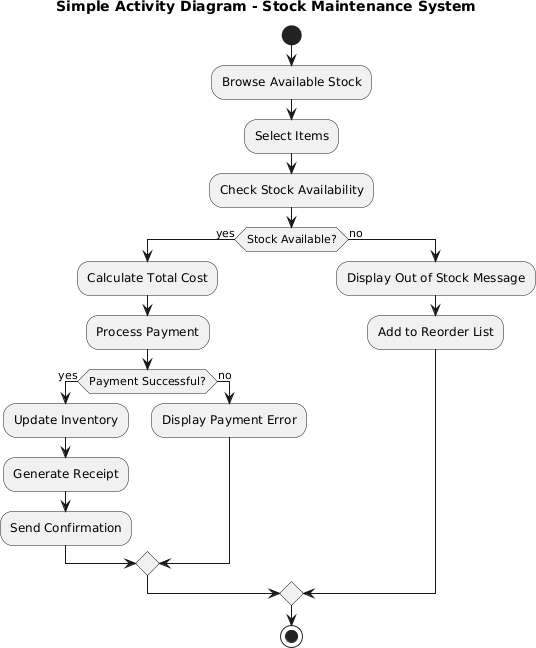 Simple Activity Diagram - Stock Maintenance System
Browse Available Stock
Select Items
Check Stock Availability
yes
Stock Available?
no
Calculate Total Cost
Display Out of Stock Message
Process Payment
Add to Reorder List
yes
Payment Successful?
no
Update Inventory
Display Payment Error
Generate Receipt
Send Confirmation